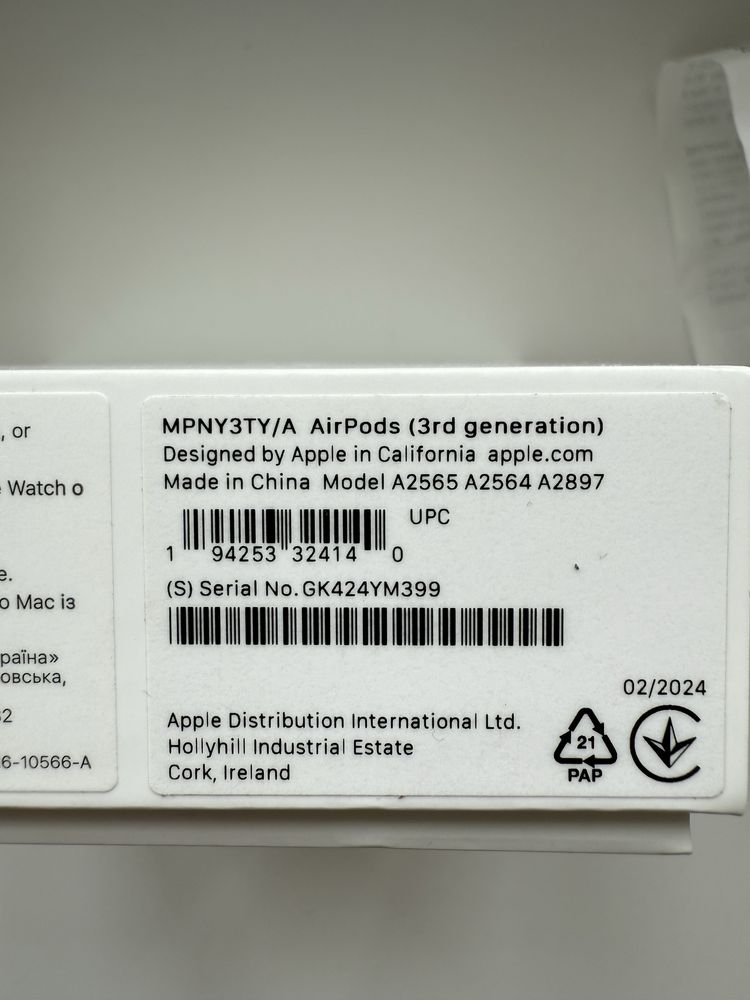 , or
Watch o
e.
o Mac із
раїна»
овська,
6-10566-A
MPNY3TY/A AirPods (3rd generation)
Designed by Apple in California apple.com
Made in China Model A2565 A2564 A2897
UPC
1 94253 32414 0
(S) Serial No. GK424YM399
02/2024
Apple Distribution International Ltd.
Hollyhill Industrial Estate
Cork, Ireland
21
PAP